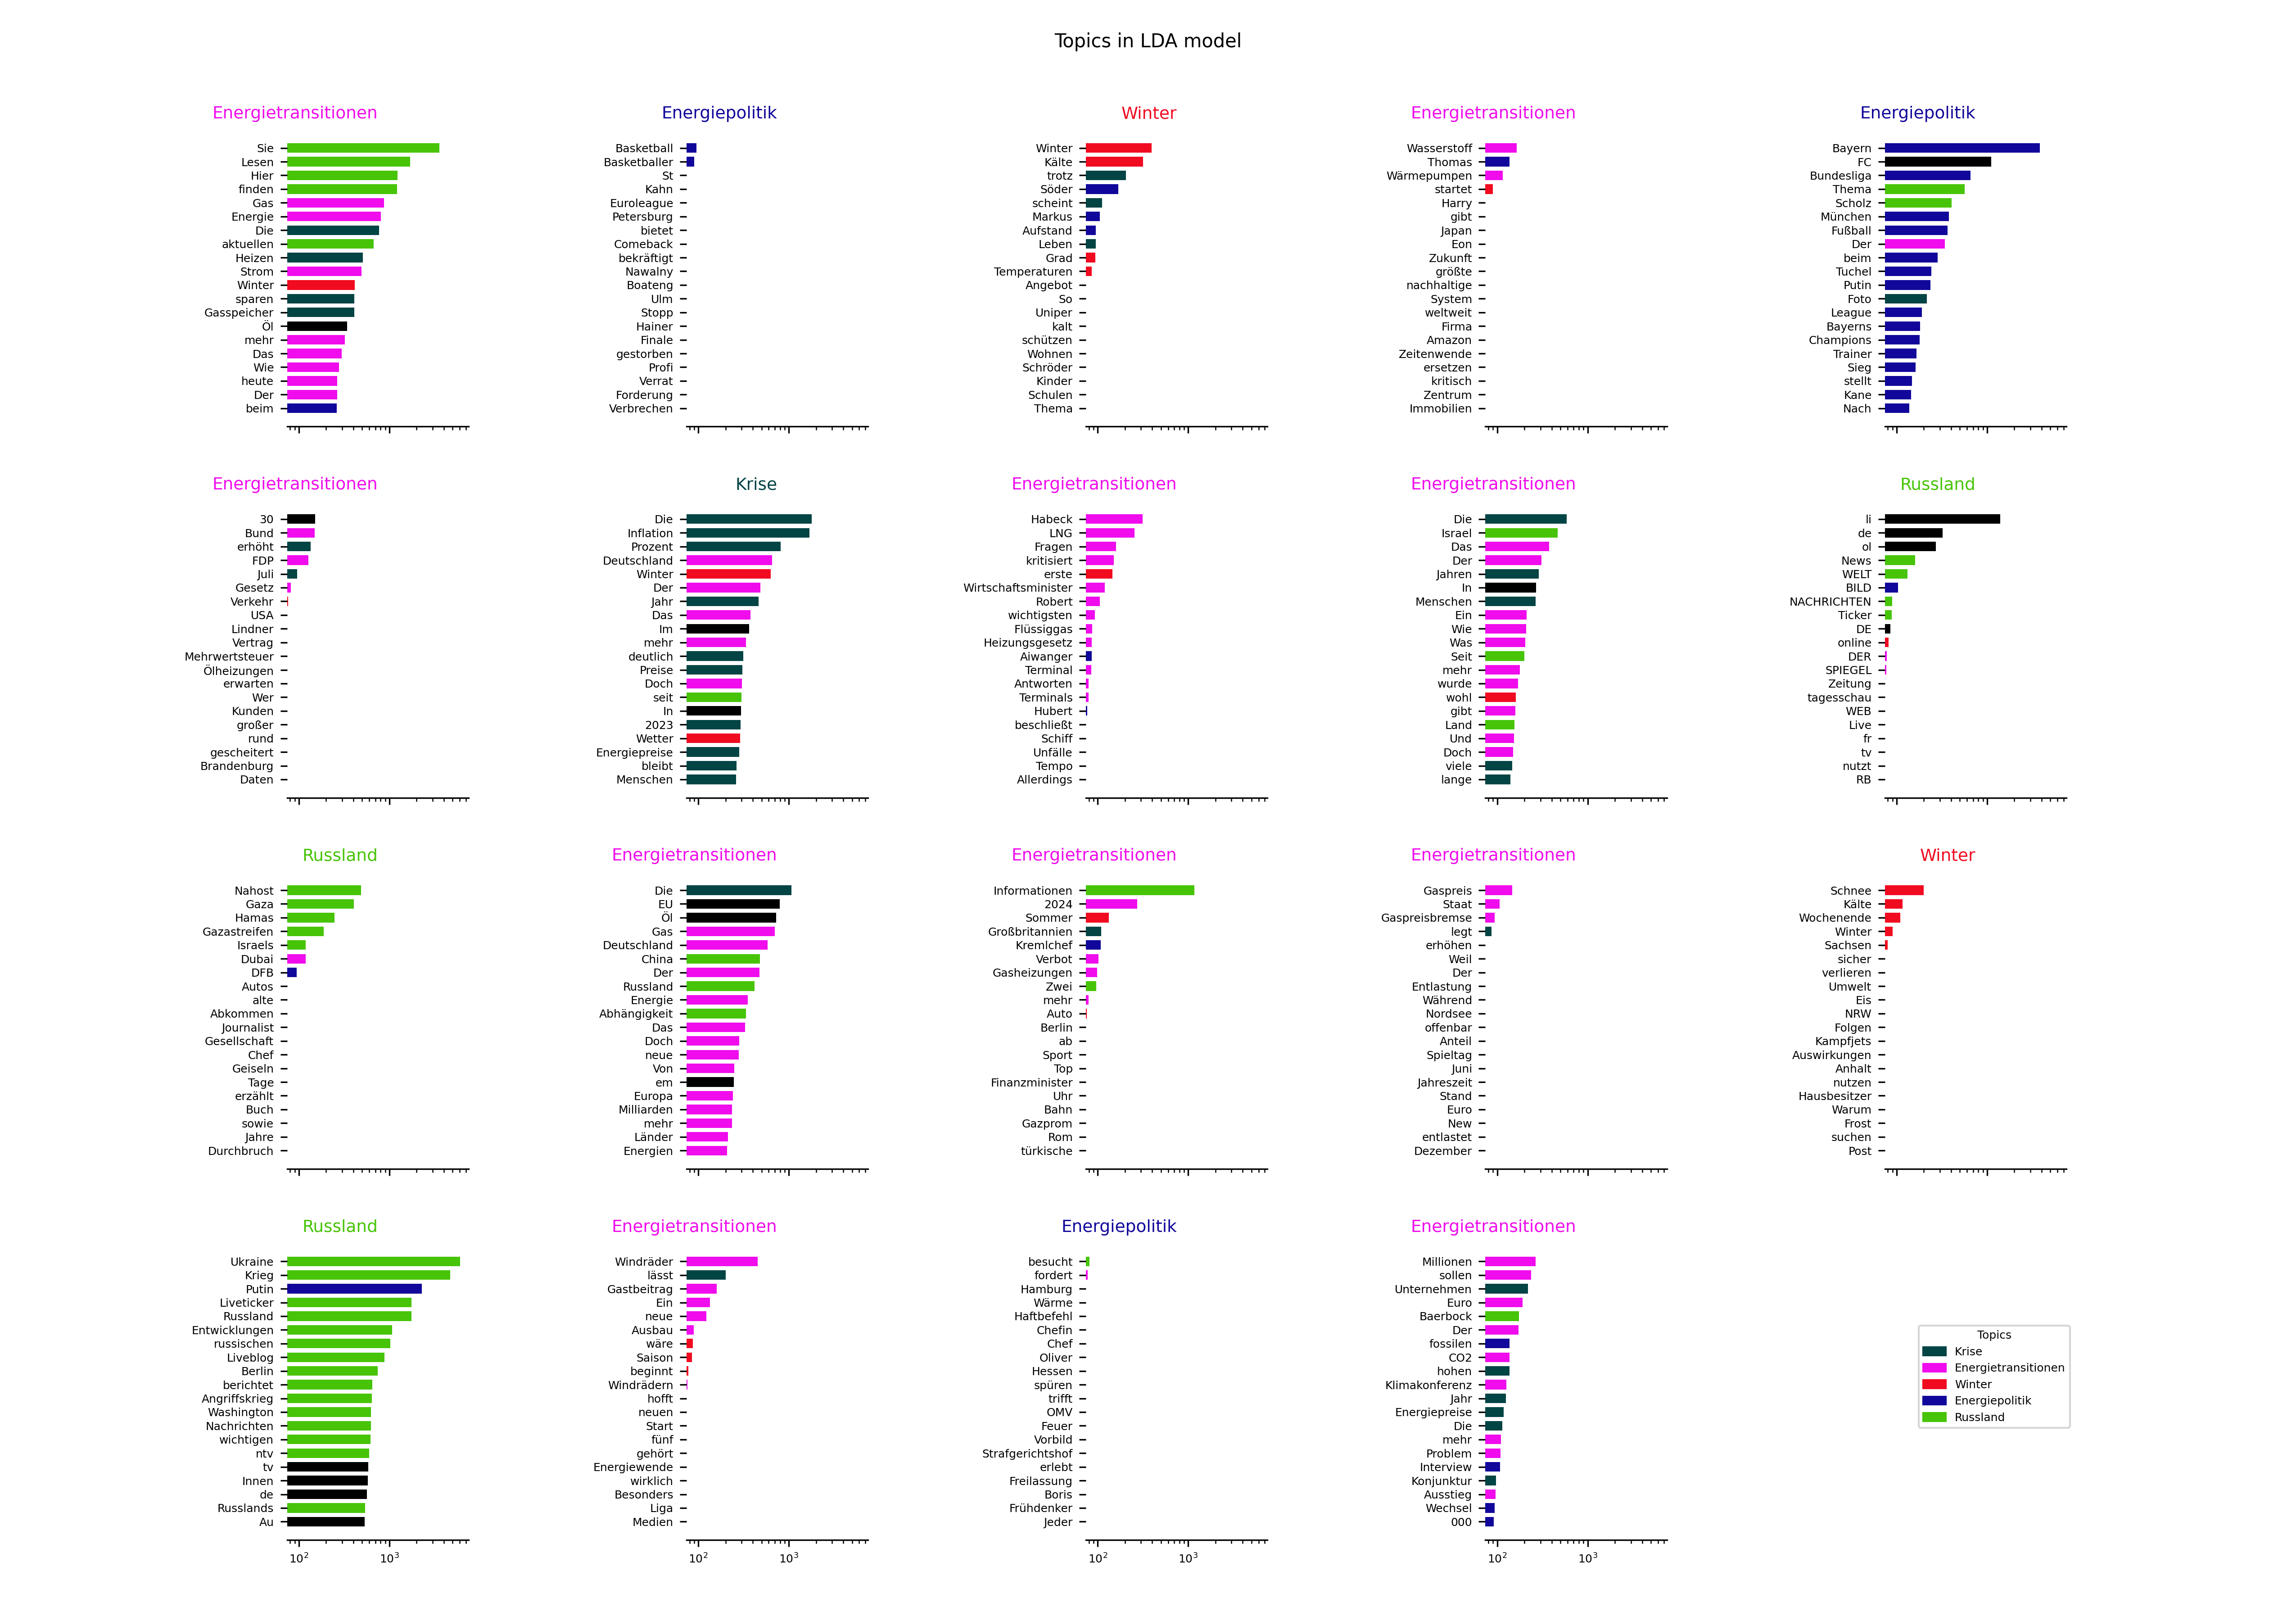 Topics in LDA model
Energietransitionen
Sie
Lesen
Hier
finden
Gas
Energie
Die
aktuellen
Heizen
Strom
Winter
sparen
Gasspeicher
Öl
mehr
Das
Wie
heute
Der
beim
Energiepolitik
Basketball
Basketballer
St
Kahn
Euroleague
Petersburg
bietet
Comeback
bekräftigt
Nawalny
Boateng
Ulm
Stopp
Hainer
Finale
gestorben
Profi
Verrat
Forderung
Verbrechen
Winter
Winter
Kälte
trotz
Söder
scheint
Markus
Aufstand
Leben
Grad
Temperaturen
Angebot
So
Uniper
kalt
schützen
Wohnen
Schröder
Kinder
Schulen
Thema
Energietransitionen
Wasserstoff
Thomas
Wärmepumpen
startet
Harry
gibt
Japan
Eon
Zukunft
größte
nachhaltige
System
weltweit
Firma
Amazon
Zeitenwende
ersetzen
kritisch
Zentrum
Immobilien
Energiepolitik
Bayern
FC
Bundesliga
Thema
Scholz
München
Fußball
Der
beim
Tuchel
Putin
Foto
League
Bayerns
Champions
Trainer
Sieg
stellt
Kane
Nach
Energietransitionen
30
Bund
erhöht
FDP
Juli
Gesetz
Verkehr
USA
Lindner
Vertrag
Mehrwertsteuer
Ölheizungen
erwarten
Wer
Kunden
großer
rund
gescheitert
Brandenburg
Daten
Krise
Die
Inflation
Prozent
Deutschland
Winter
Der
Jahr
Das
Im
mehr
deutlich
Preise
Doch
seit
In
2023
Wetter
Energiepreise
bleibt
Menschen
Energietransitionen
Habeck
LNG
Fragen
kritisiert
erste
Wirtschaftsminister
Robert
wichtigsten
Flüssiggas
Heizungsgesetz
Aiwanger
Terminal
Antworten
Terminals
Hubert
beschließt
Schiff
Unfälle
Tempo
Allerdings
Energietransitionen
Die
Israel
Das
Der
Jahren
In
Menschen
Ein
Wie
Was
Seit
mehr
wurde
wohl
gibt
Land
Und
Doch
viele
lange
Russland
li
de
ol
News
WELT
BILD
NACHRICHTEN
Ticker
DE
online
DER
SPIEGEL
Zeitung
tagesschau
WEB
Live
fr
tv
nutzt
RB
Russland
Nahost
Gaza
Hamas
Gazastreifen
Israels
Dubai
DFB
Autos
alte
Abkommen
Journalist
Gesellschaft
Chef
Geiseln
Tage
erzählt
Buch
sowie
Jahre
Durchbruch
Energietransitionen
Die
EU
Öl
Gas
Deutschland
China
Der
Russland
Energie
Abhängigkeit
Das
Doch
neue
Von
em
Europa
Milliarden
mehr
Länder
Energien
Energietransitionen
Informationen
2024
Sommer
Großbritannien
Kremlchef
Verbot
Gasheizungen
Zwei
mehr
Auto
Berlin
ab
Sport
Top
Finanzminister
Uhr
Bahn
Gazprom
Rom
türkische
Energietransitionen
Gaspreis
Staat
Gaspreisbremse
legt
erhöhen
Weil
Der
Entlastung
Während
Nordsee
offenbar
Anteil
Spieltag
Juni
Jahreszeit
Stand
Euro
New
entlastet
Dezember
Winter
Schnee
Kälte
Wochenende
Winter
Sachsen
sicher
verlieren
Umwelt
Eis
NRW
Folgen
Kampfjets
Auswirkungen
Anhalt
nutzen
Hausbesitzer
Warum
Frost
suchen
Post
Russland
Ukraine
Krieg
Putin
Liveticker
Russland
Entwicklungen
russischen
Liveblog
Berlin
berichtet
Angriffskrieg
Washington
Nachrichten
wichtigen
ntv
tv
Innen
de
Russlands
Au
10² 10³
Energietransitionen
Windräder
lässt
Gastbeitrag
Ein
neue
Ausbau
wäre
Saison
beginnt
Windrädern
hofft
neuen
Start
fünf
gehört
Energiewende
wirklich
Besonders
Liga
Medien
10² 10³
Energiepolitik
besucht
fordert
Hamburg
Wärme
Haftbefehl
Chefin
Chef
Oliver
Hessen
spüren
trifft
OMV
Feuer
Vorbild
Strafgerichtshof
erlebt
Freilassung
Boris
Frühdenker
Jeder
10² 10³
Energietransitionen
Millionen
sollen
Unternehmen
Euro
Baerbock
Der
fossilen
CO2
hohen
Klimakonferenz
Jahr
Energiepreise
Die
mehr
Problem
Interview
Konjunktur
Ausstieg
Wechsel
000
10² 10³
Topics
Krise
Energietransitionen
Winter
Energiepolitik
Russland